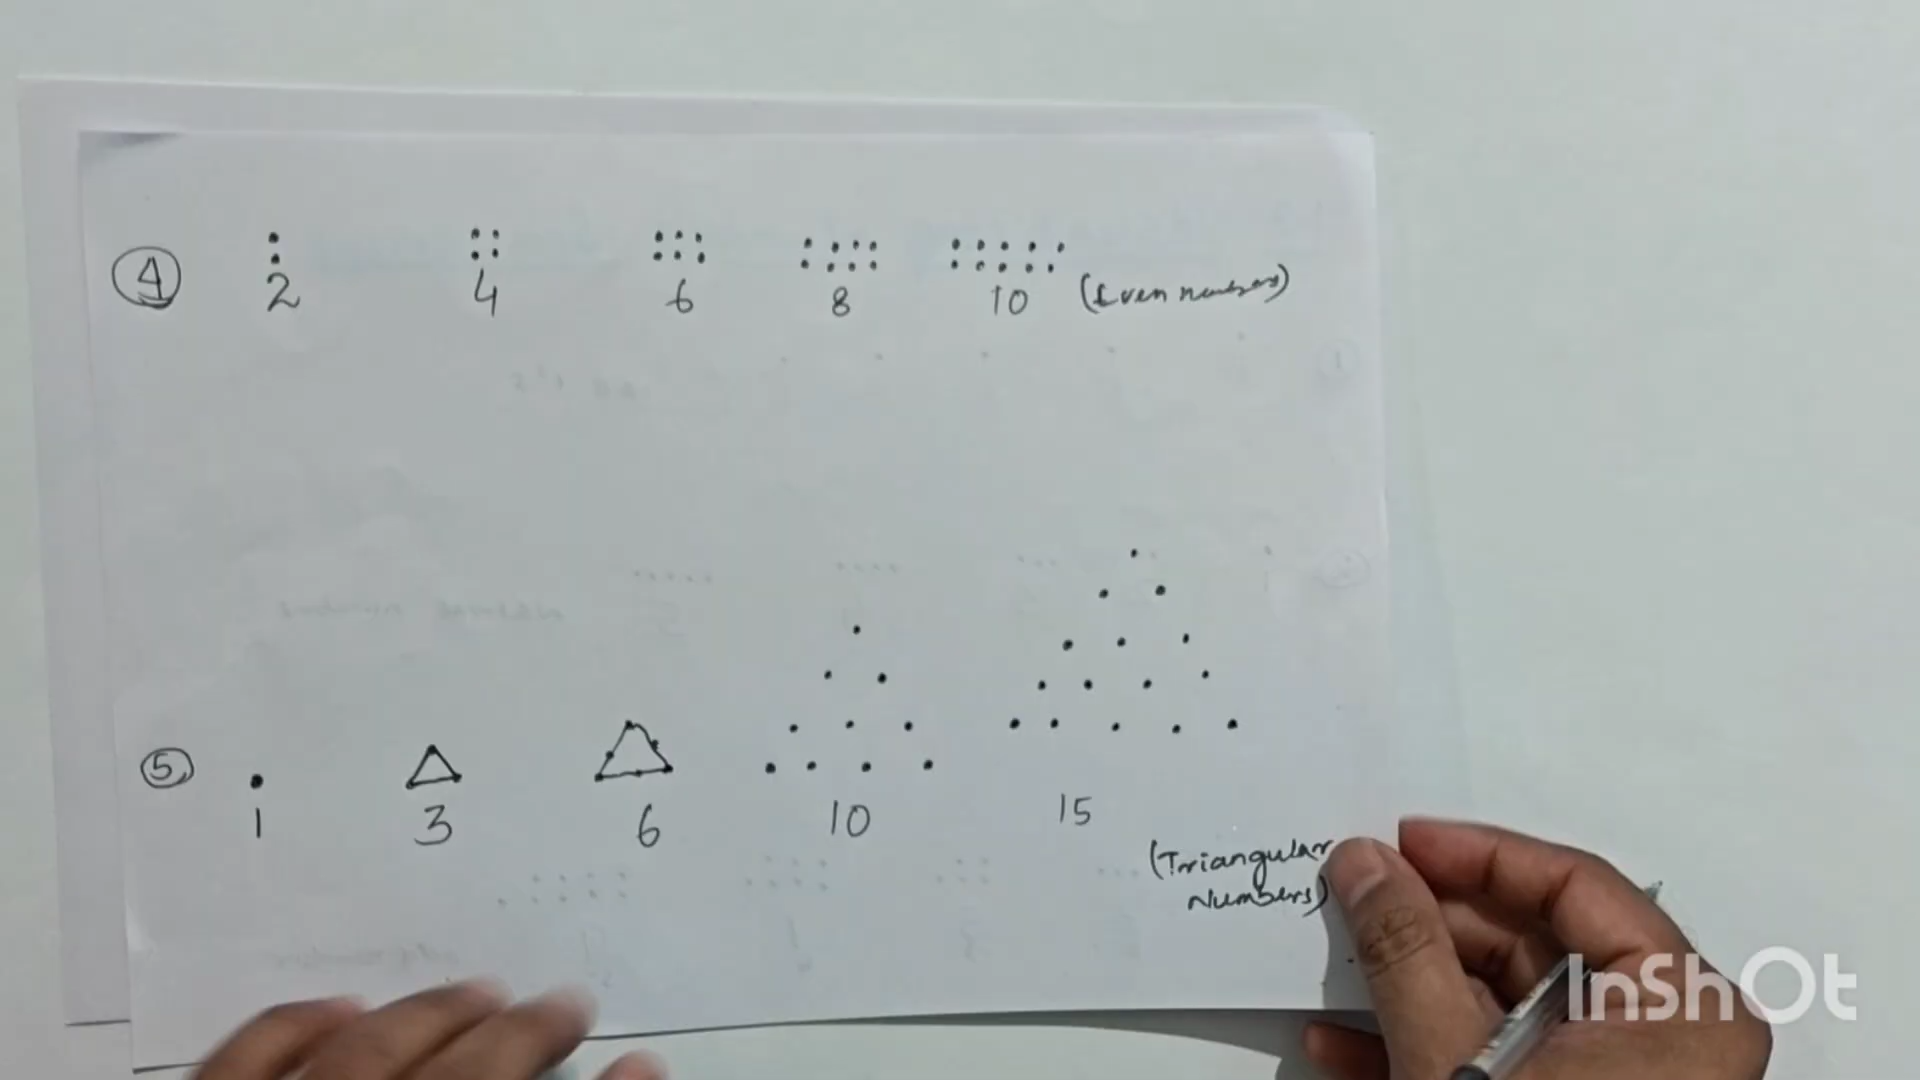 ④
2 4 6 8 10 (Even numbers)
⑤
1 3 6 10 15
(Triangular
Numbers)
InShOt